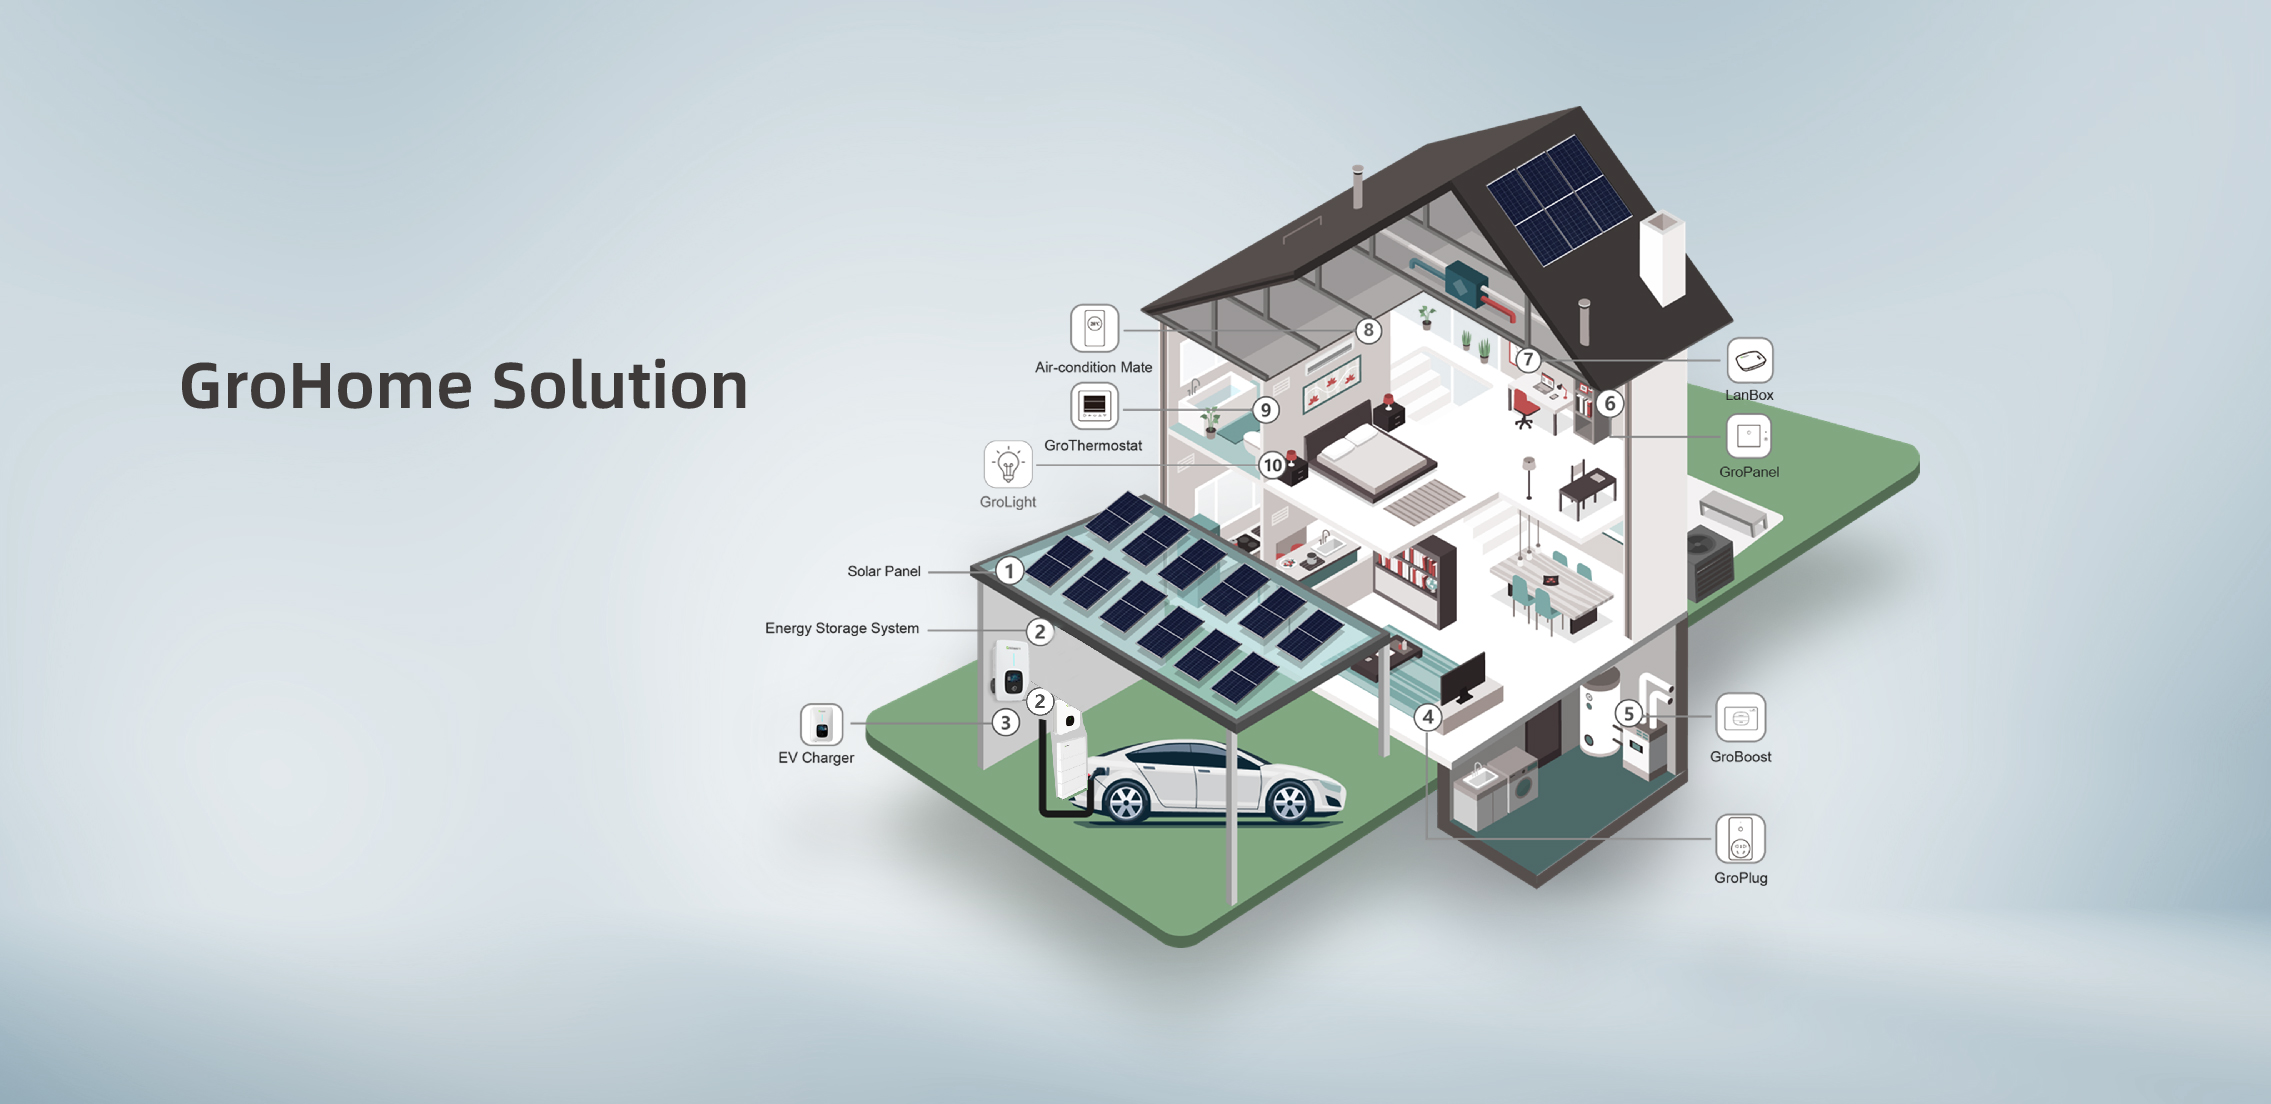 GroHome Solution
8
Air-condition Mate
7
LanBox
9
GroThermostat
6
GroPanel
10
GroLight
1
Solar Panel
2
Energy Storage System
2
3
EV Charger
4
5
GroBoost
GroPlug